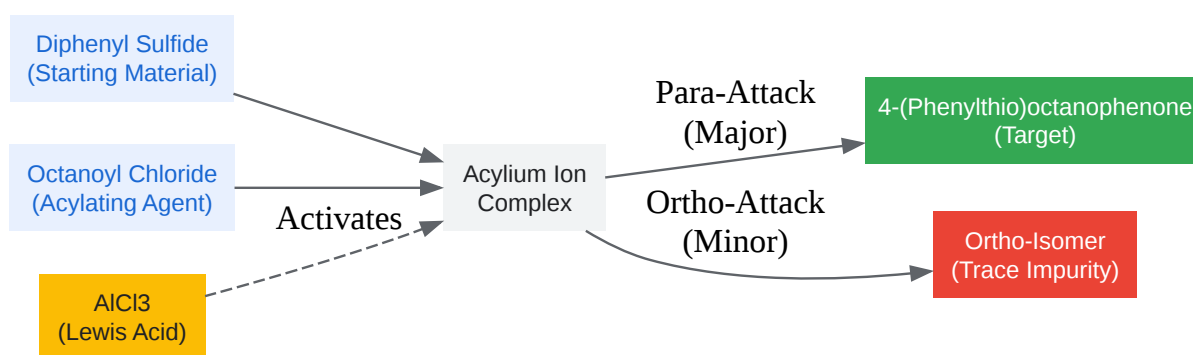 Diphenyl Sulfide
(Starting Material)
Octanoyl Chloride
(Acylating Agent)
Activates
AlCl3
(Lewis Acid)
Acylium Ion
Complex
Para-Attack
(Major)
Ortho-Attack
(Minor)
4-(Phenylthio)octanophenone
(Target)
Ortho-Isomer
(Trace Impurity)